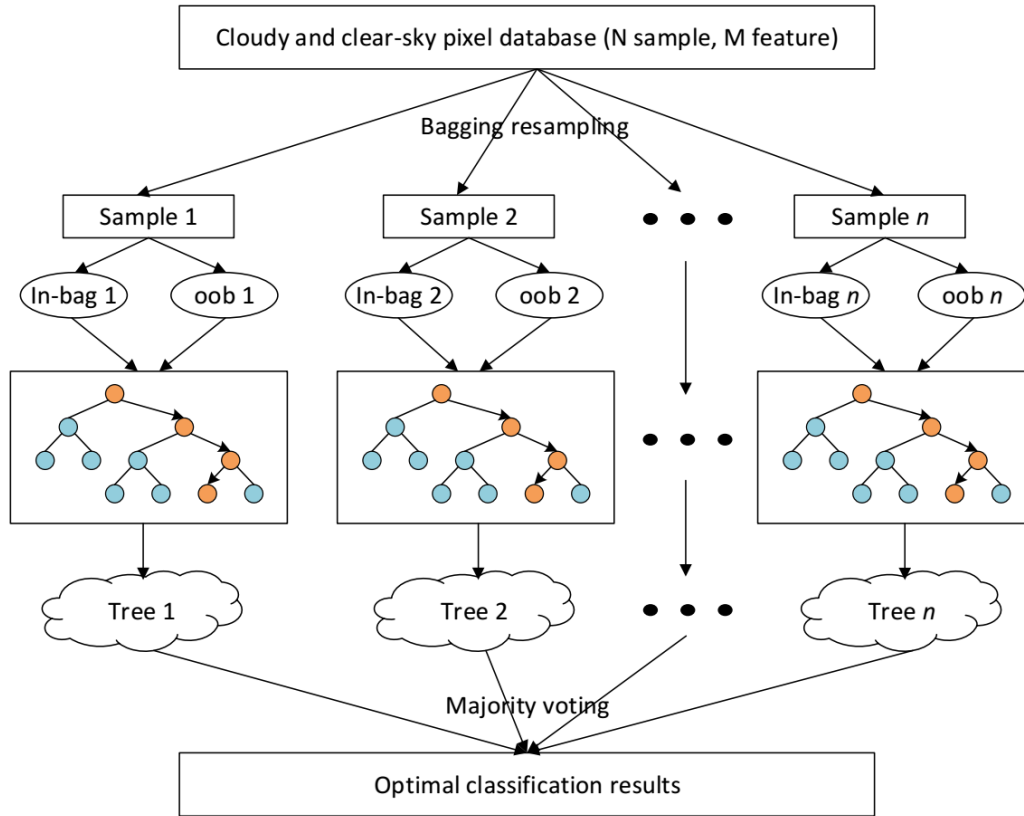 Cloudy and clear-sky pixel database (N sample, M feature)
Bagging resampling
Sample 1
Sample 2
Sample n
In-bag 1
oob 1
In-bag 2
oob 2
In-bag n
oob n
Tree 1
Tree 2
Tree n
Majority voting
Optimal classification results